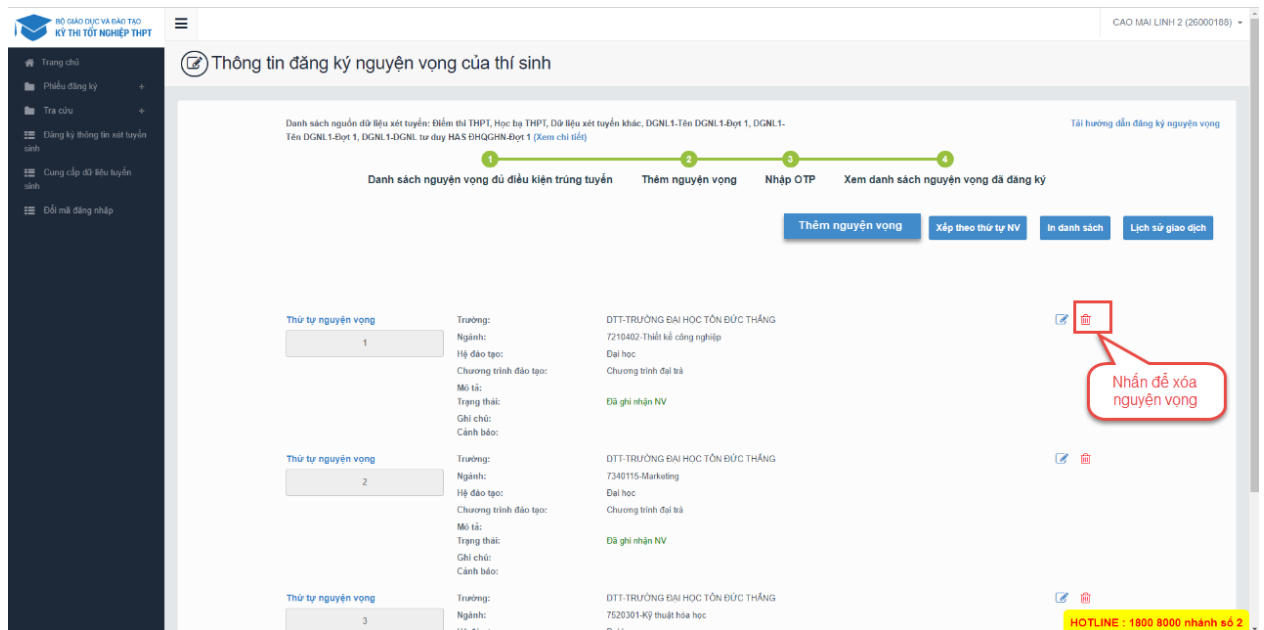 BỘ GIÁO DỤC VÀ ĐÀO TẠO
KỲ THI TỐT NGHIỆP THPT
CAO MAI LINH 2 (26000188)
Trang chủ
Phiếu đăng ký +
Tra cứu +
Đăng ký thông tin xét tuyển
sinh
Cung cấp dữ liệu tuyển
sinh
Đổi mã đăng nhập
Thông tin đăng ký nguyện vọng của thí sinh
Danh sách nguồn dữ liệu xét tuyển: Điểm thi THPT, Học bạ THPT, Dữ liệu xét tuyển khác, DGNL1-Tên DGNL1-Đợt 1, DGNL1-
Tên DGNL1-Đợt 1, DGNL1-DGNL tư duy HAS ĐHQGHN-Đợt 1 (Xem chi tiết)
Tải hướng dẫn đăng ký nguyện vọng
1 2 3 4
Danh sách nguyện vọng đủ điều kiện trúng tuyển Thêm nguyện vọng Nhập OTP Xem danh sách nguyện vọng đã đăng ký
Thêm nguyện vọng Xếp theo thứ tự NV In danh sách Lịch sử giao dịch
Thứ tự nguyện vọng
1
Trường: DTT-TRƯỜNG ĐẠI HỌC TÔN ĐỨC THẮNG
Ngành: 7210402-Thiết kế công nghiệp
Hệ đào tạo: Đại học
Chương trình đào tạo: Chương trình đại trà
Mô tả:
Trạng thái: Đã ghi nhận NV
Ghi chú:
Cảnh báo:
Nhấn để xóa
nguyện vọng
Thứ tự nguyện vọng
2
Trường: DTT-TRƯỜNG ĐẠI HỌC TÔN ĐỨC THẮNG
Ngành: 7340115-Marketing
Hệ đào tạo: Đại học
Chương trình đào tạo: Chương trình đại trà
Mô tả:
Trạng thái: Đã ghi nhận NV
Ghi chú:
Cảnh báo:
Thứ tự nguyện vọng
3
Trường: DTT-TRƯỜNG ĐẠI HỌC TÔN ĐỨC THẮNG
Ngành: 7520301-Kỹ thuật hóa học
HOTLINE : 1800 8000 nhánh số 2